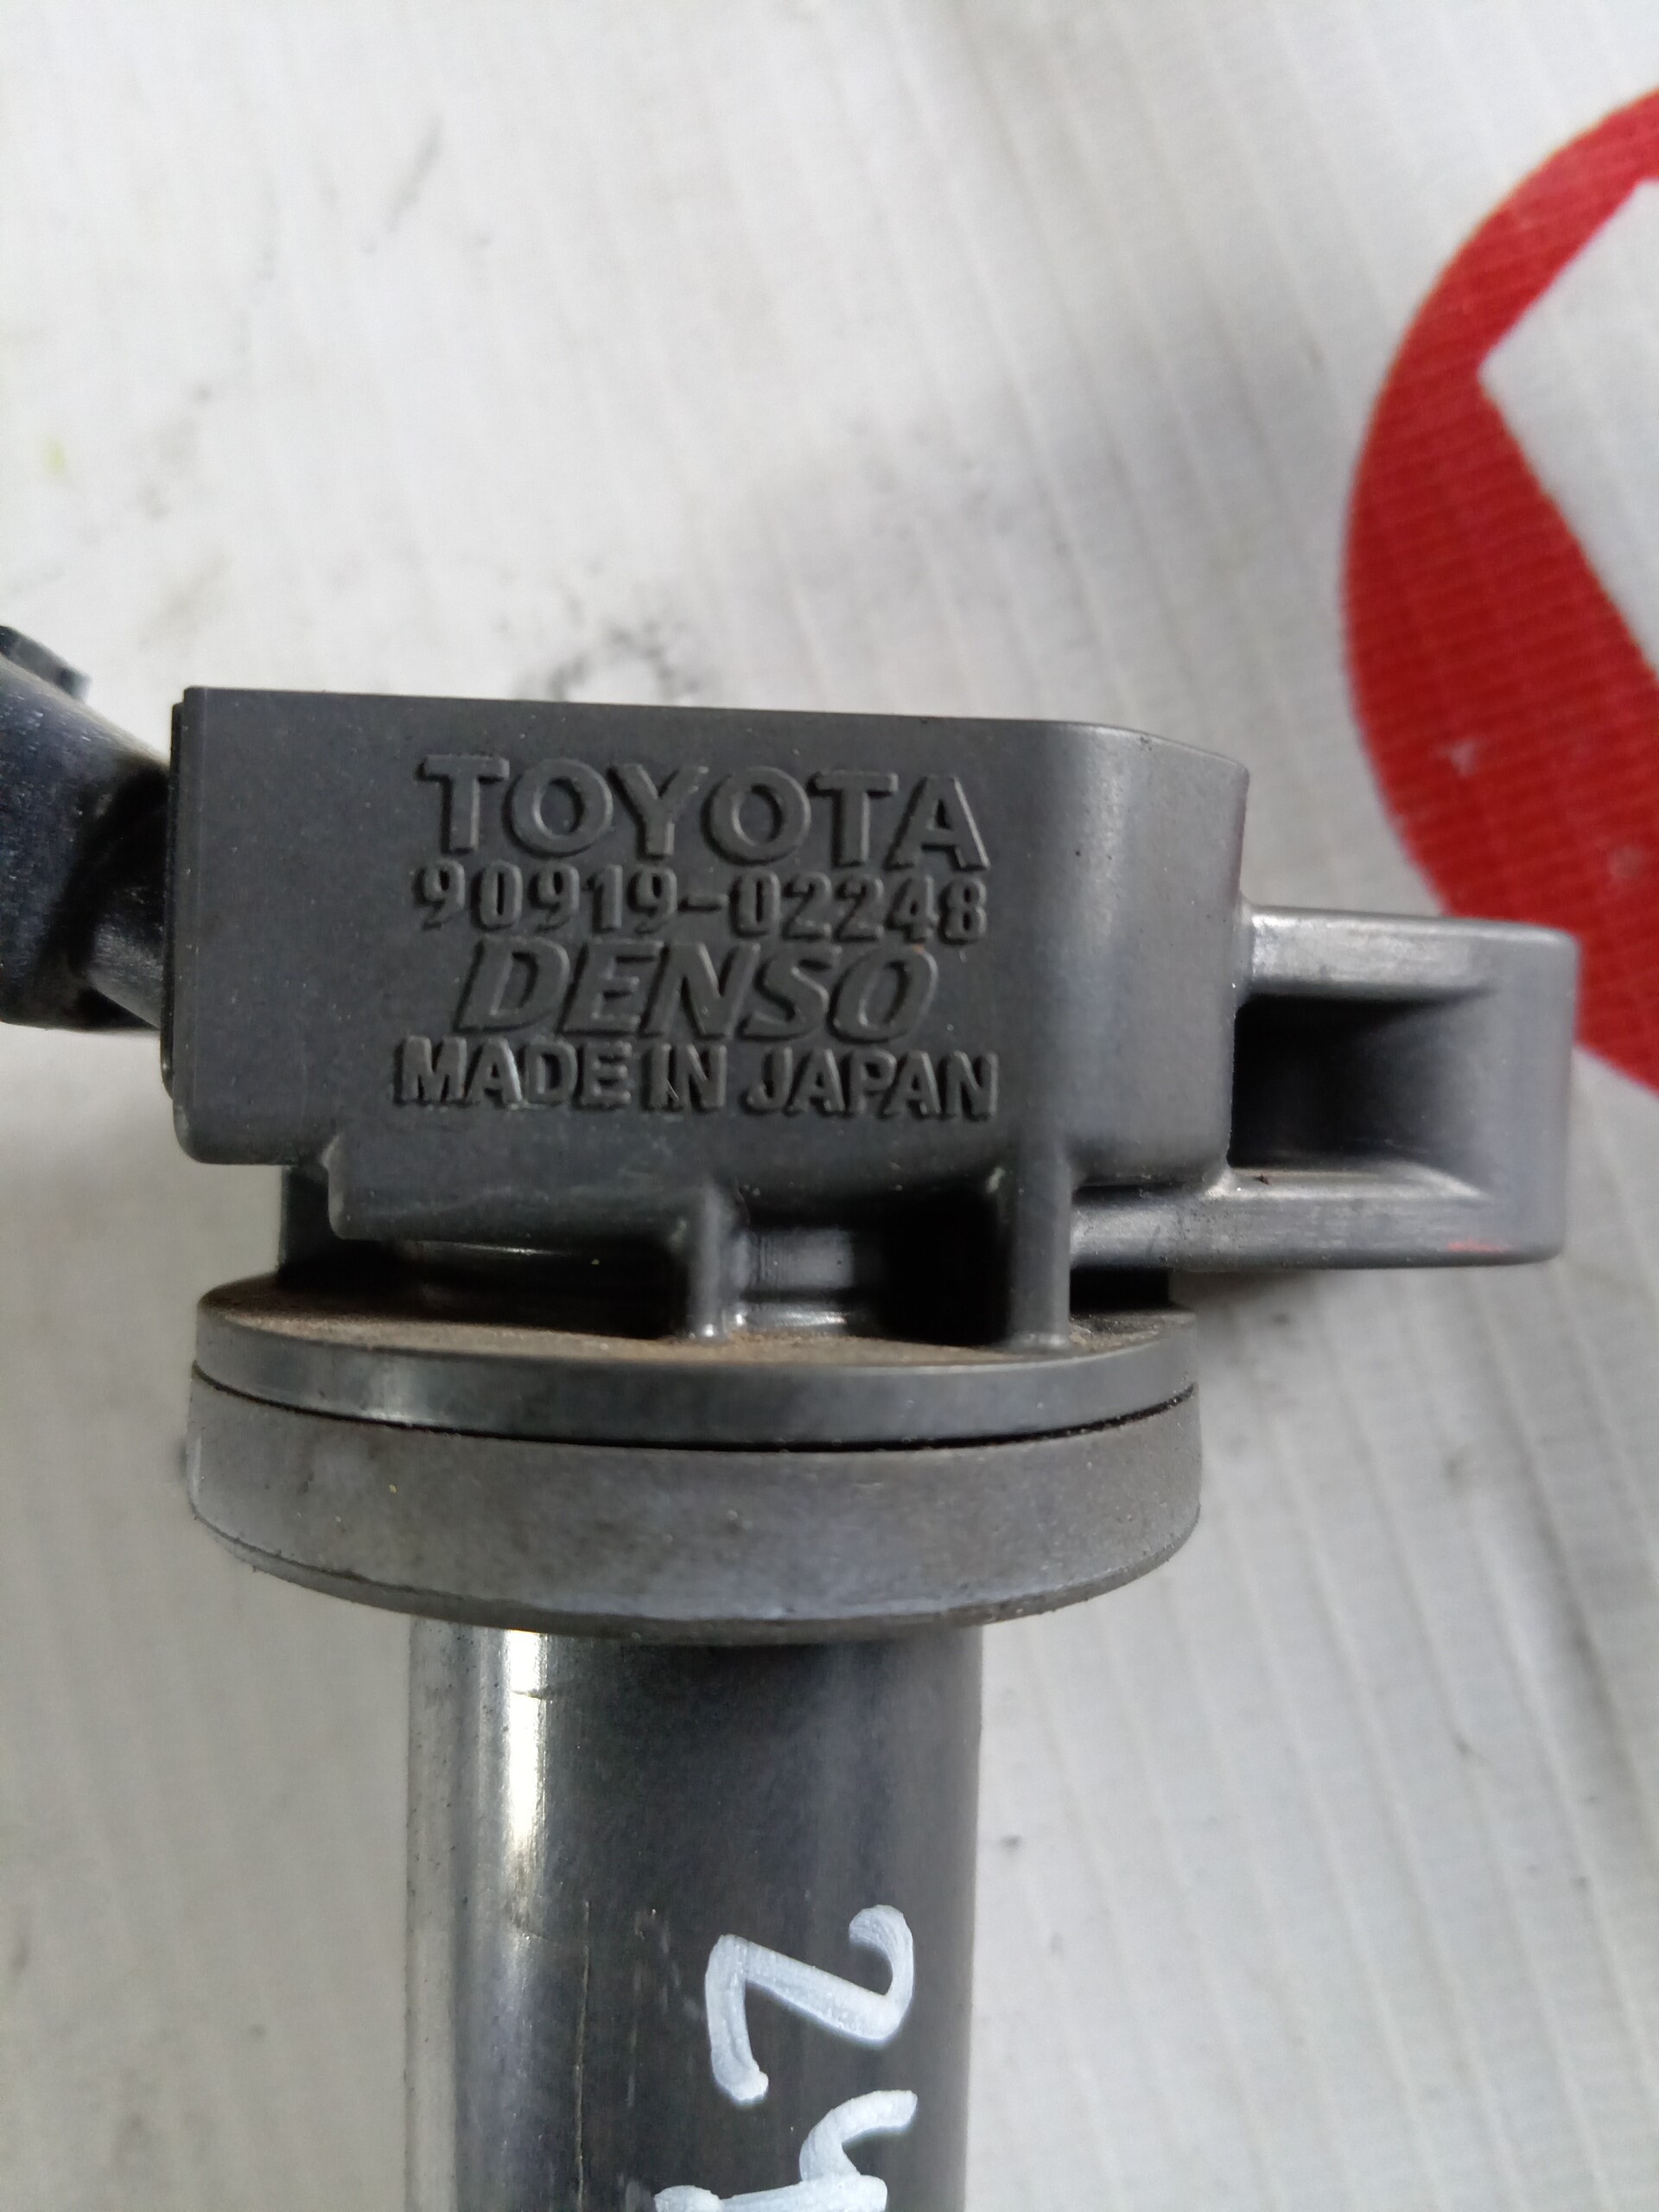 TOYOTA
90919-02248
DENSO
MADE IN JAPAN